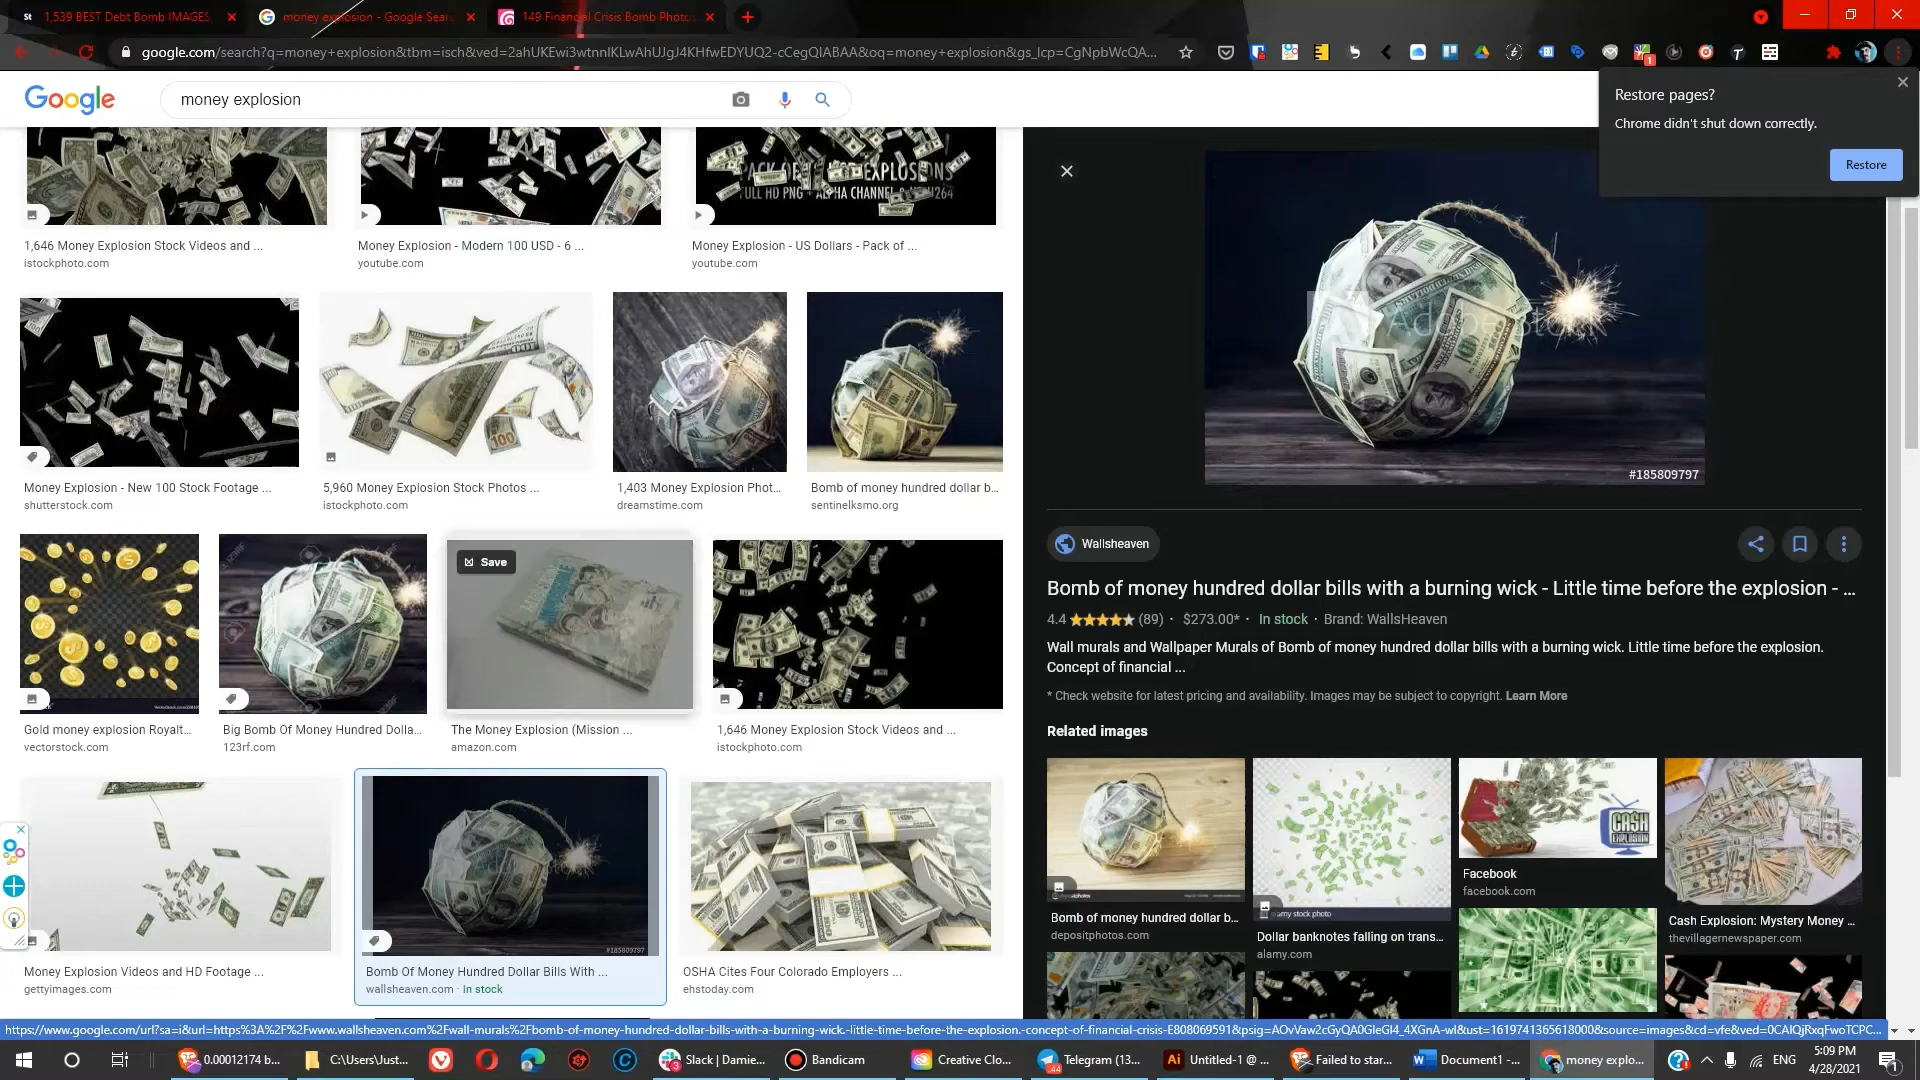 1,539 BEST Debt Bomb IMAGES,
money explosion - Google Sear
149 Financial Crisis Bomb Photos
google.com/search?q=money+explosion&tbm=isch&ved=2ahUKEwi3wtnnlKLwAhUJgJ4KHfwEDYUQ2-cCegQIABAA&oq=money+explosion&gs_lcp=CgNpbWcQA...
Google
money explosion
Restore pages?
Chrome didn't shut down correctly.
Restore
1,646 Money Explosion Stock Videos and ...
istockphoto.com
Money Explosion - Modern 100 USD - 6 ...
youtube.com
FULL HD PNG + ALPHA CHANNEL
Money Explosion - US Dollars - Pack of ...
youtube.com
Money Explosion - New 100 Stock Footage ...
shutterstock.com
5,960 Money Explosion Stock Photos ...
istockphoto.com
1,403 Money Explosion Phot...
dreamstime.com
Bomb of money hundred dollar b...
sentinelksmo.org
Adobe Stock
#185809797
Wallsheaven
Bomb of money hundred dollar bills with a burning wick - Little time before the explosion - ...
4.4 (89) · $273.00* · In stock · Brand: WallsHeaven
Wall murals and Wallpaper Murals of Bomb of money hundred dollar bills with a burning wick. Little time before the explosion.
Concept of financial ...
* Check website for latest pricing and availability. Images may be subject to copyright. Learn More
Related images
Save
Gold money explosion Royalt...
vectorstock.com
Big Bomb Of Money Hundred Dolla...
123rf.com
The Money Explosion (Mission ...
amazon.com
1,646 Money Explosion Stock Videos and ...
istockphoto.com
Money Explosion Videos and HD Footage ...
gettyimages.com
#185809797
Bomb Of Money Hundred Dollar Bills With ...
wallsheaven.com · In stock
OSHA Cites Four Colorado Employers ...
ehstoday.com
Bomb of money hundred dollar b...
depositphotos.com
alamy stock photo
Dollar banknotes falling on trans...
alamy.com
CASH
EXPLOSION
Facebook
facebook.com
Cash Explosion: Mystery Money ...
thevillagernewspaper.com
https://www.google.com/url?sa=i&url=https%3A%2F%2Fwww.wallsheaven.com%2Fwall-murals%2Fbomb-of-money-hundred-dollar-bills-with-a-burning-wick.-little-time-before-the-explosion.-concept-of-financial-crisis-E808069591&psig=AOvVaw2cGyQA0GleGl4_4XGnA-wl&ust=1619741365618000&source=images&cd=vfe&ved=0CAIQjRxqFwoTCPC...
0.00012174 b...
C:\Users\Just...
Slack | Damie...
Bandicam
Creative Clo...
Telegram (13...
Untitled-1 @ ...
Failed to star...
Document1 -...
money explo...
ENG
5:09 PM
4/28/2021